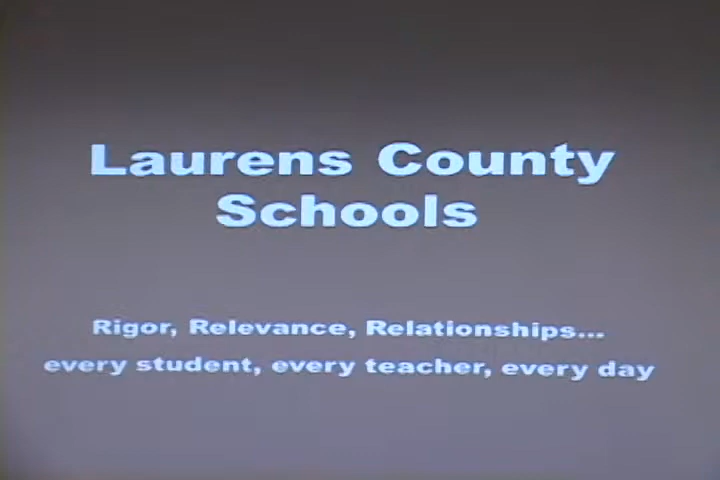 Laurens County
Schools
Rigor, Relevance, Relationships...
every student, every teacher, every day